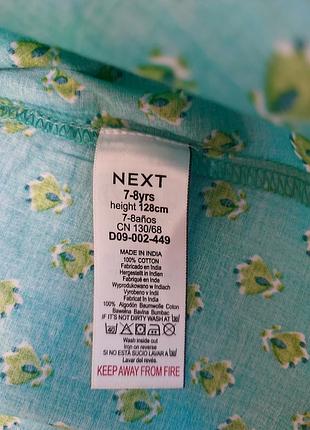 NEXT
7-8yrs
height 128cm
7-8años
CN 130/68
D09-002-449
MADE IN INDIA
100% COTTON
Fabricado en India
Hergestellt in Indien
Fabriqué en Inde
Wyprodukowano w Indiach
Vyrobeno v Indii
Fabricat In India
100% Algodon Baumwolle Coton
Bawełna Bavlna Bumbac
IF IT'S NOT DIRTY WASH AT
Wash inside out
Iron on reverse
SI NO ESTÁ SUCIO LAVAR A
Lavar del revés.
KEEP AWAY FROM FIRE